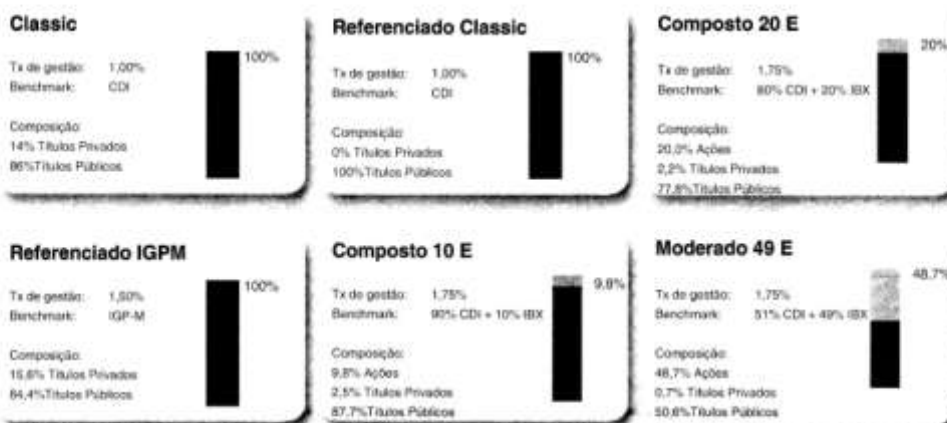 Classic
Tx de gestão: 1,00%
Benchmark: CDI
Composição:
14% Títulos Privados
86%Títulos Públicos
100%
Referenciado Classic
Tx de gestão: 1,00%
Benchmark: CDI
Composição:
0% Títulos Privados
100%Títulos Públicos
100%
Composto 20 E
Tx de gestão: 1,75%
Benchmark: 80% CDI + 20% IBX
Composição:
20,0% Ações
2,2% Títulos Privados
77,8%Títulos Públicos
20%
Referenciado IGPM
Tx de gestão: 1,50%
Benchmark: IGP-M
Composição:
15,6% Títulos Privados
84,4%Títulos Públicos
100%
Composto 10 E
Tx de gestão: 1,75%
Benchmark: 90% CDI + 10% IBX
Composição:
9,8% Ações
2,5% Títulos Privados
87,7%Títulos Públicos
9,8%
Moderado 49 E
Tx de gestão: 1,75%
Benchmark: 51% CDI + 49% IBX
Composição:
48,7% Ações
0,7% Títulos Privados
50,6%Títulos Públicos
48,7%